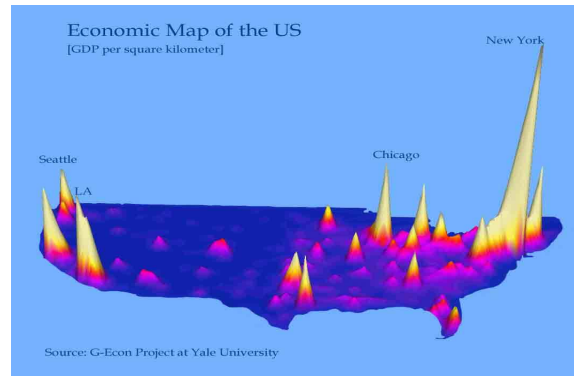 Economic Map of the US
[GDP per square kilometer]
New York
Seattle
Chicago
LA
Source: G-Econ Project at Yale University